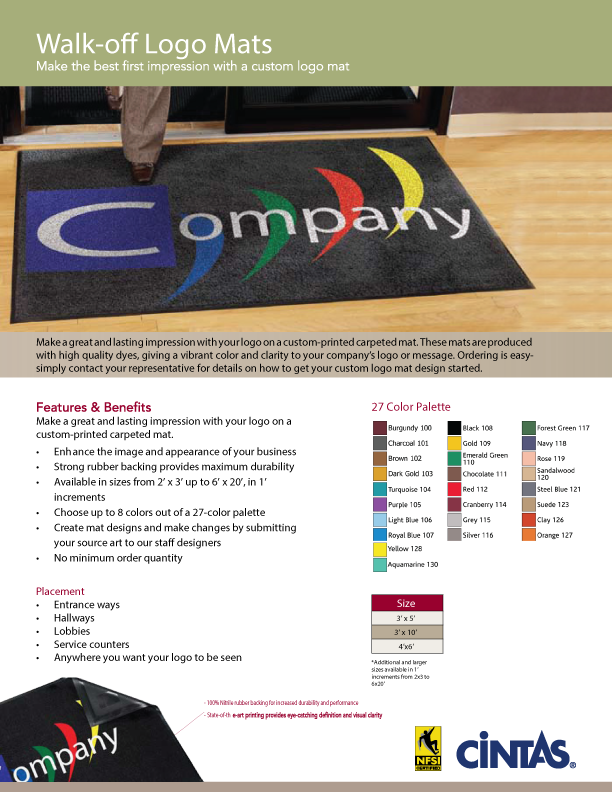 Walk-off Logo Mats
Make the best first impression with a custom logo mat
Company
Make a great and lasting impression with your logo on a custom-printed carpeted mat. These mats are produced
with high quality dyes, giving a vibrant color and clarity to your company's logo or message. Ordering is easy-
simply contact your representative for details on how to get your custom logo mat design started.
Features & Benefits
Make a great and lasting impression with your logo on a
custom-printed carpeted mat.
• Enhance the image and appearance of your business
• Strong rubber backing provides maximum durability
• Available in sizes from 2' x 3' up to 6' x 20', in 1'
increments
• Choose up to 8 colors out of a 27-color palette
• Create mat designs and make changes by submitting
your source art to our staff designers
• No minimum order quantity
Placement
• Entrance ways
• Hallways
• Lobbies
• Service counters
• Anywhere you want your logo to be seen
27 Color Palette
Burgundy 100
Charcoal 101
Brown 102
Dark Gold 103
Turquoise 104
Purple 105
Light Blue 106
Royal Blue 107
Yellow 128
Aquamarine 130
Black 108
Gold 109
Emerald Green
110
Chocolate 111
Red 112
Cranberry 114
Grey 115
Silver 116
Forest Green 117
Navy 118
Rose 119
Sandalwood
120
Steel Blue 121
Suede 123
Clay 126
Orange 127
Size
3' x 5'
3' x 10'
4'x6'
*Additional and larger
sizes available in 1'
increments from 2x3 to
6x20'
- 100% Nitrile rubber backing for increased durability and performance
- State-of-th e-art printing provides eye-catching definition and visual clarity
ompany
NFSI
CERTIFIED
CINTAS®